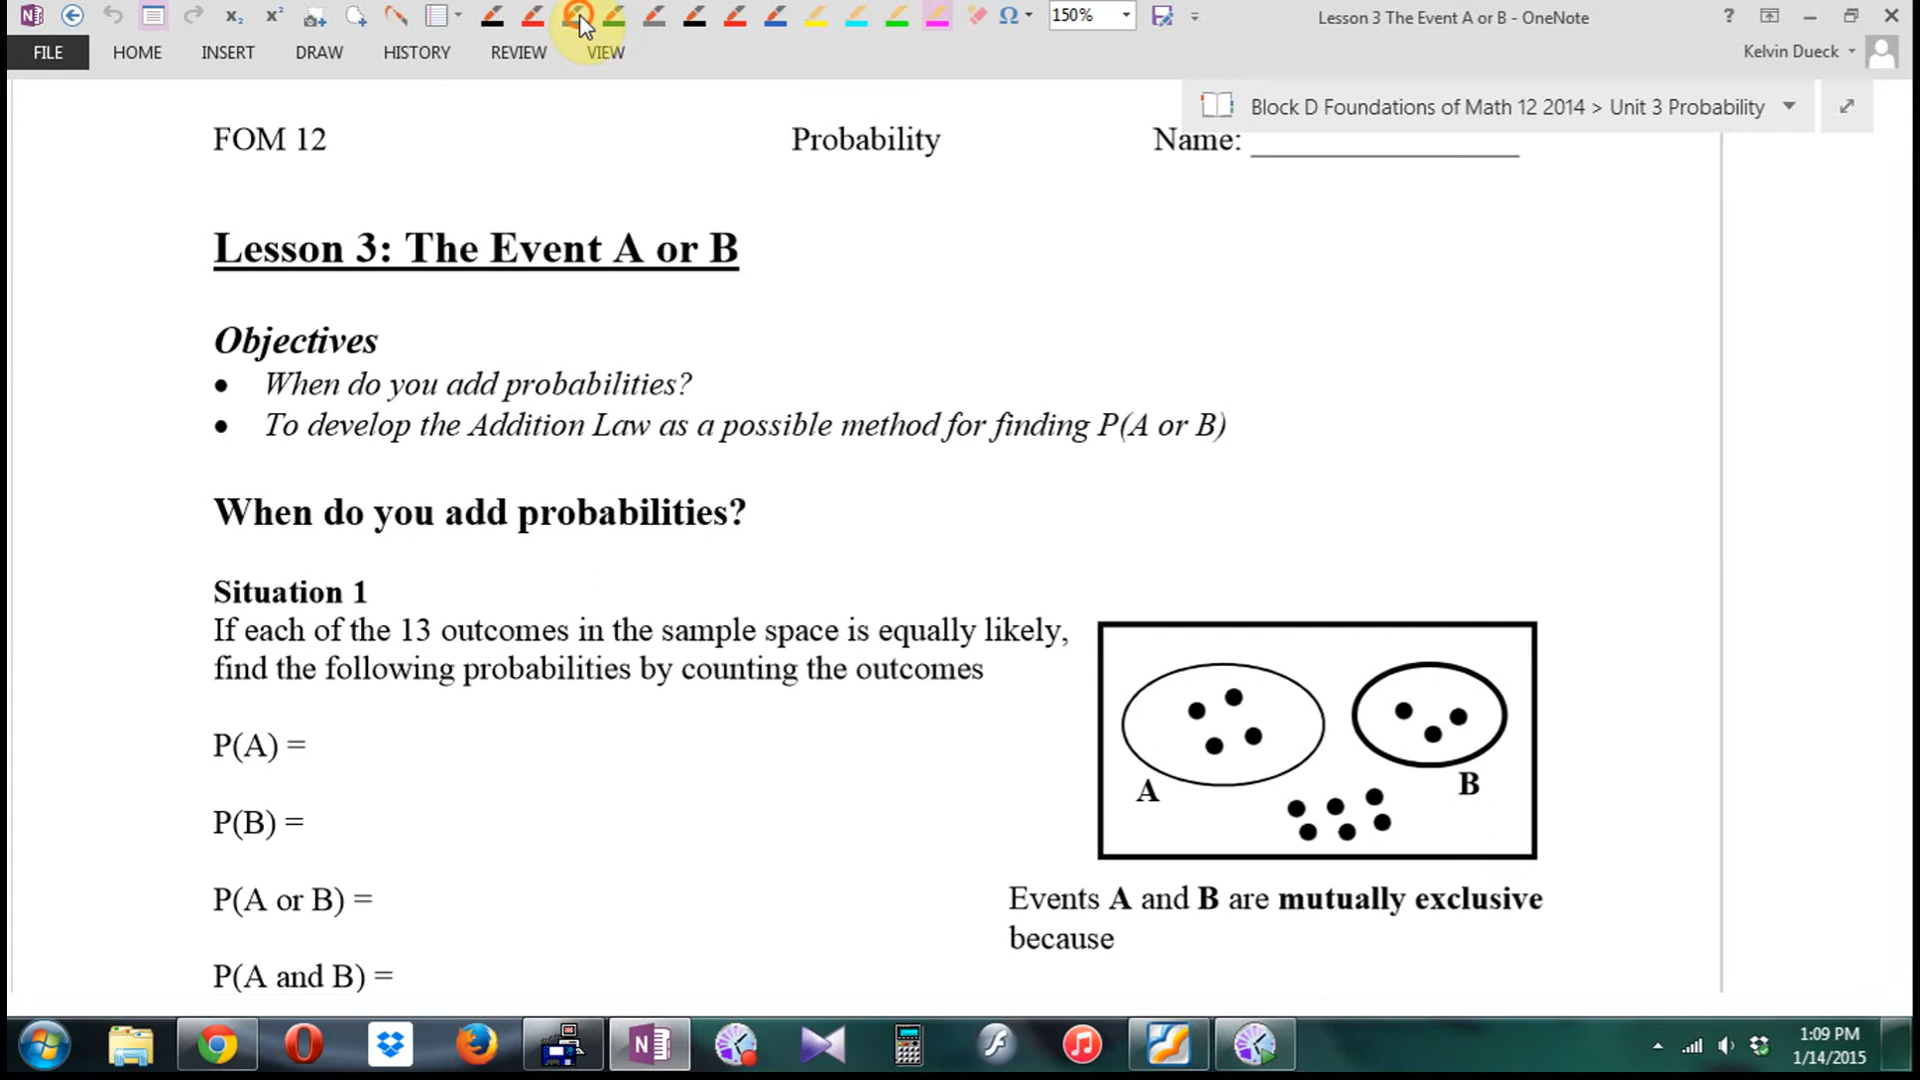 150%
Lesson 3 The Event A or B - OneNote
?
FILE
HOME
INSERT
DRAW
HISTORY
REVIEW
VIEW
Kelvin Dueck
Block D Foundations of Math 12 2014 > Unit 3 Probability
FOM 12 Probability Name: ____________
Lesson 3: The Event A or B
Objectives
• When do you add probabilities?
• To develop the Addition Law as a possible method for finding P(A or B)
When do you add probabilities?
Situation 1
If each of the 13 outcomes in the sample space is equally likely,
find the following probabilities by counting the outcomes
P(A) =
P(B) =
P(A or B) =
P(A and B) =
A
B
Events A and B are mutually exclusive
because
1:09 PM
1/14/2015